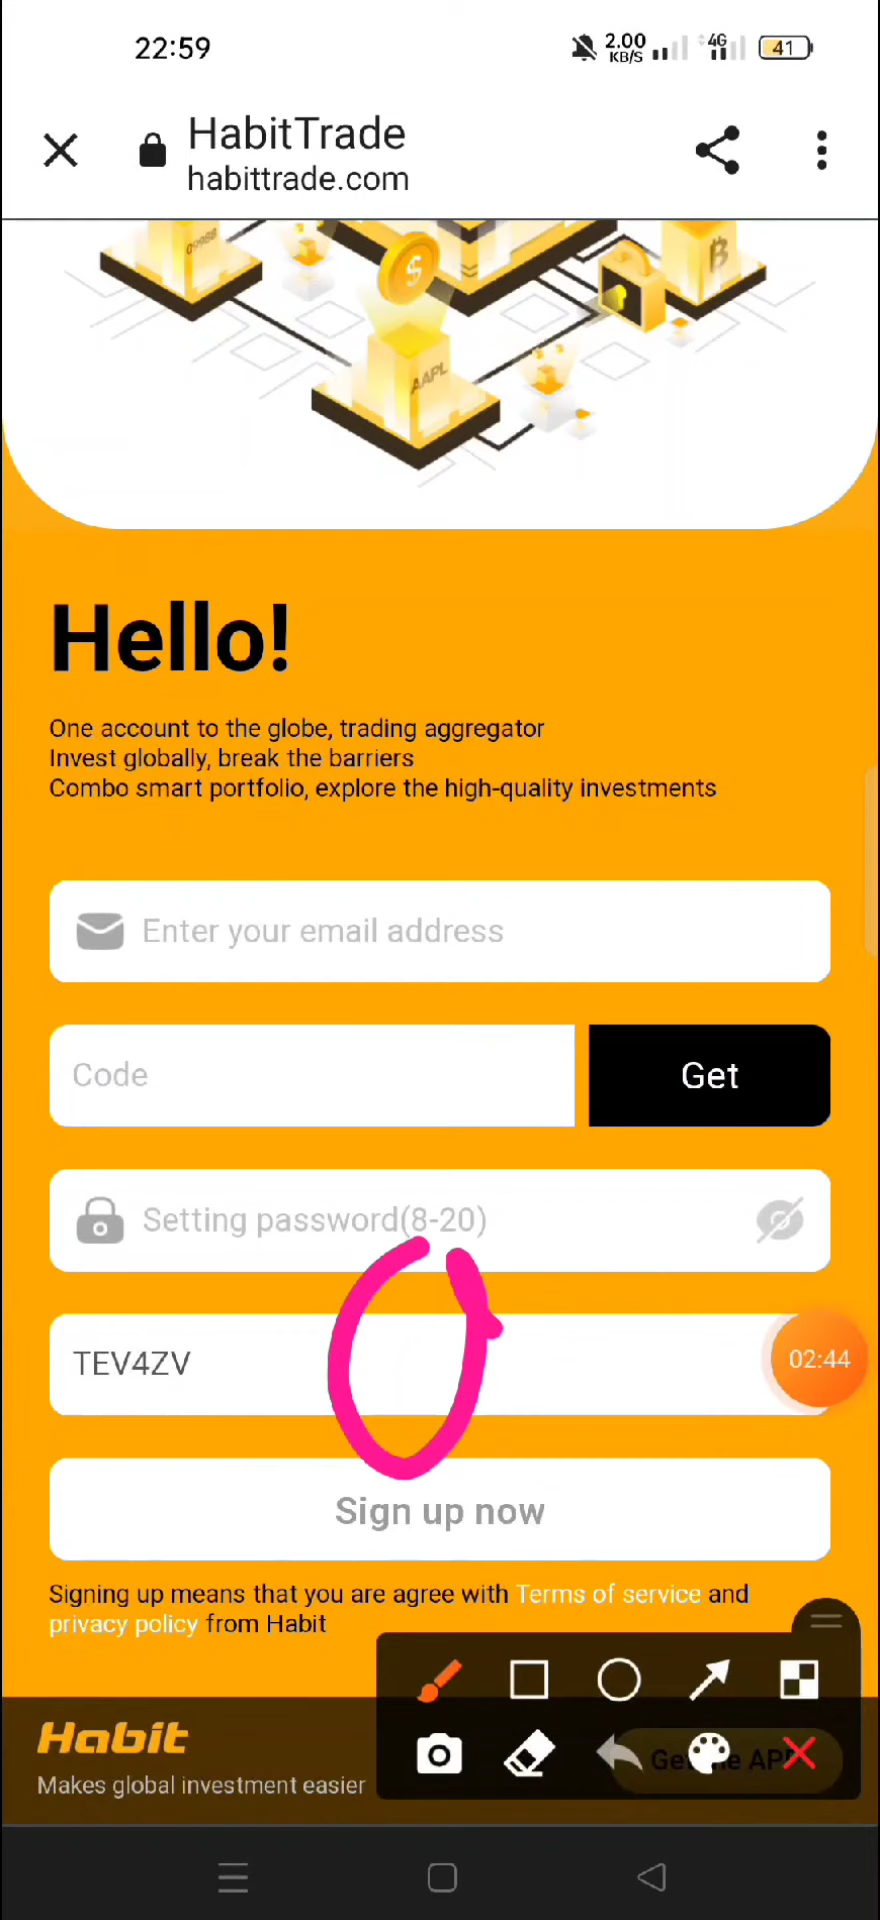 22:59
2.00
KB/S
4G
41
HabitTrade
habittrade.com
09988
$
B
AAPL
Hello!
One account to the globe, trading aggregator
Invest globally, break the barriers
Combo smart portfolio, explore the high-quality investments
Enter your email address
Code
Get
Setting password(8-20)
TEV4ZV
02:44
Sign up now
Signing up means that you are agree with Terms of service and
privacy policy from Habit
Habit
Makes global investment easier